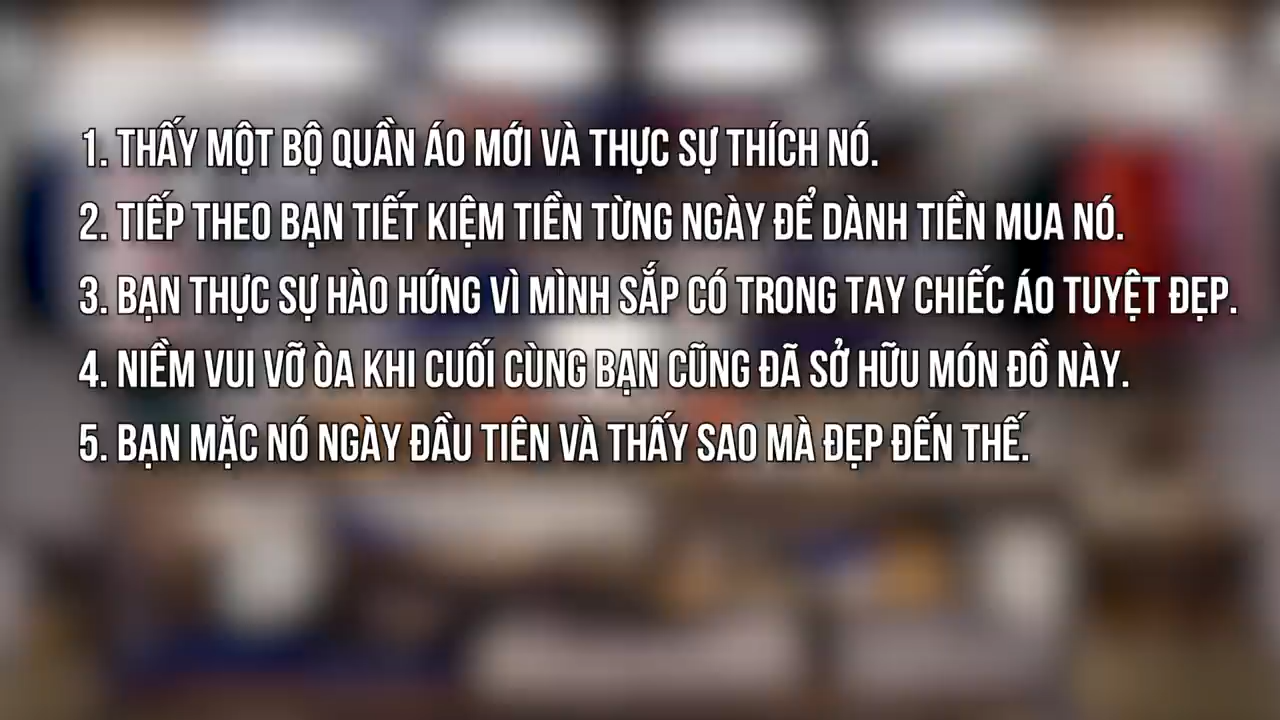 1. THẤY MỘT BỘ QUẦN ÁO MỚI VÀ THỰC SỰ THÍCH NÓ.
2. TIẾP THEO BẠN TIẾT KIỆM TIỀN TỪNG NGÀY ĐỂ DÀNH TIỀN MUA NÓ.
3. BẠN THỰC SỰ HÀO HỨNG VÌ MÌNH SẮP CÓ TRONG TAY CHIẾC ÁO TUYỆT ĐẸP.
4. NIỀM VUI VỠ ÒA KHI CUỐI CÙNG BẠN CŨNG ĐÃ SỞ HỮU MÓN ĐỒ NÀY.
5. BẠN MẶC NÓ NGÀY ĐẦU TIÊN VÀ THẤY SAO MÀ ĐẸP ĐẾN THẾ.